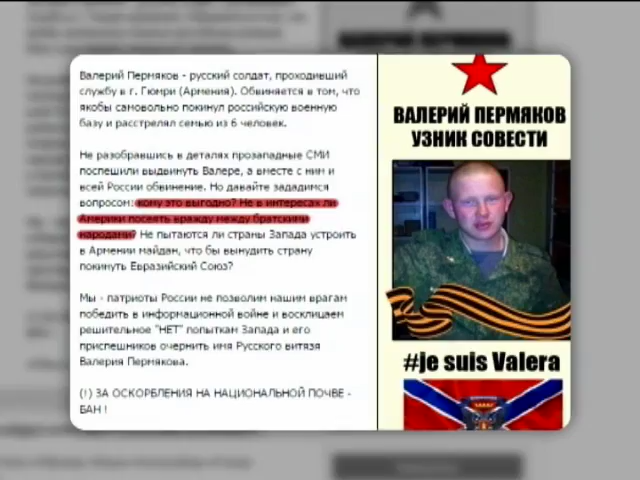 Валерий Пермяков - русский солдат, проходивший
службу в г. Гюмри (Армения). Обвиняется в том, что
якобы самовольно покинул российскую военную
базу и расстрелял семью из 6 человек.
Не разобравшись в деталях прозападные СМИ
поспешили выдвинуть Валере, а вместе с ним и
всей России обвинение. Но давайте зададимся
вопросом: кому это выгодно? Не в интересах ли
Америки посеять вражду между братскими
народами? Не пытаются ли страны Запада устроить
в Армении майдан, что бы вынудить страну
покинуть Евразийский Союз?
Мы - патриоты России не позволим нашим врагам
победить в информационной войне и восклицаем
решительное "НЕТ" попыткам Запада и его
приспешников очернить имя Русского витязя
Валерия Пермякова.
(!) ЗА ОСКОРБЛЕНИЯ НА НАЦИОНАЛЬНОЙ ПОЧВЕ -
БАН !
ВАЛЕРИЙ ПЕРМЯКОВ
УЗНИК СОВЕСТИ
#je suis Valera